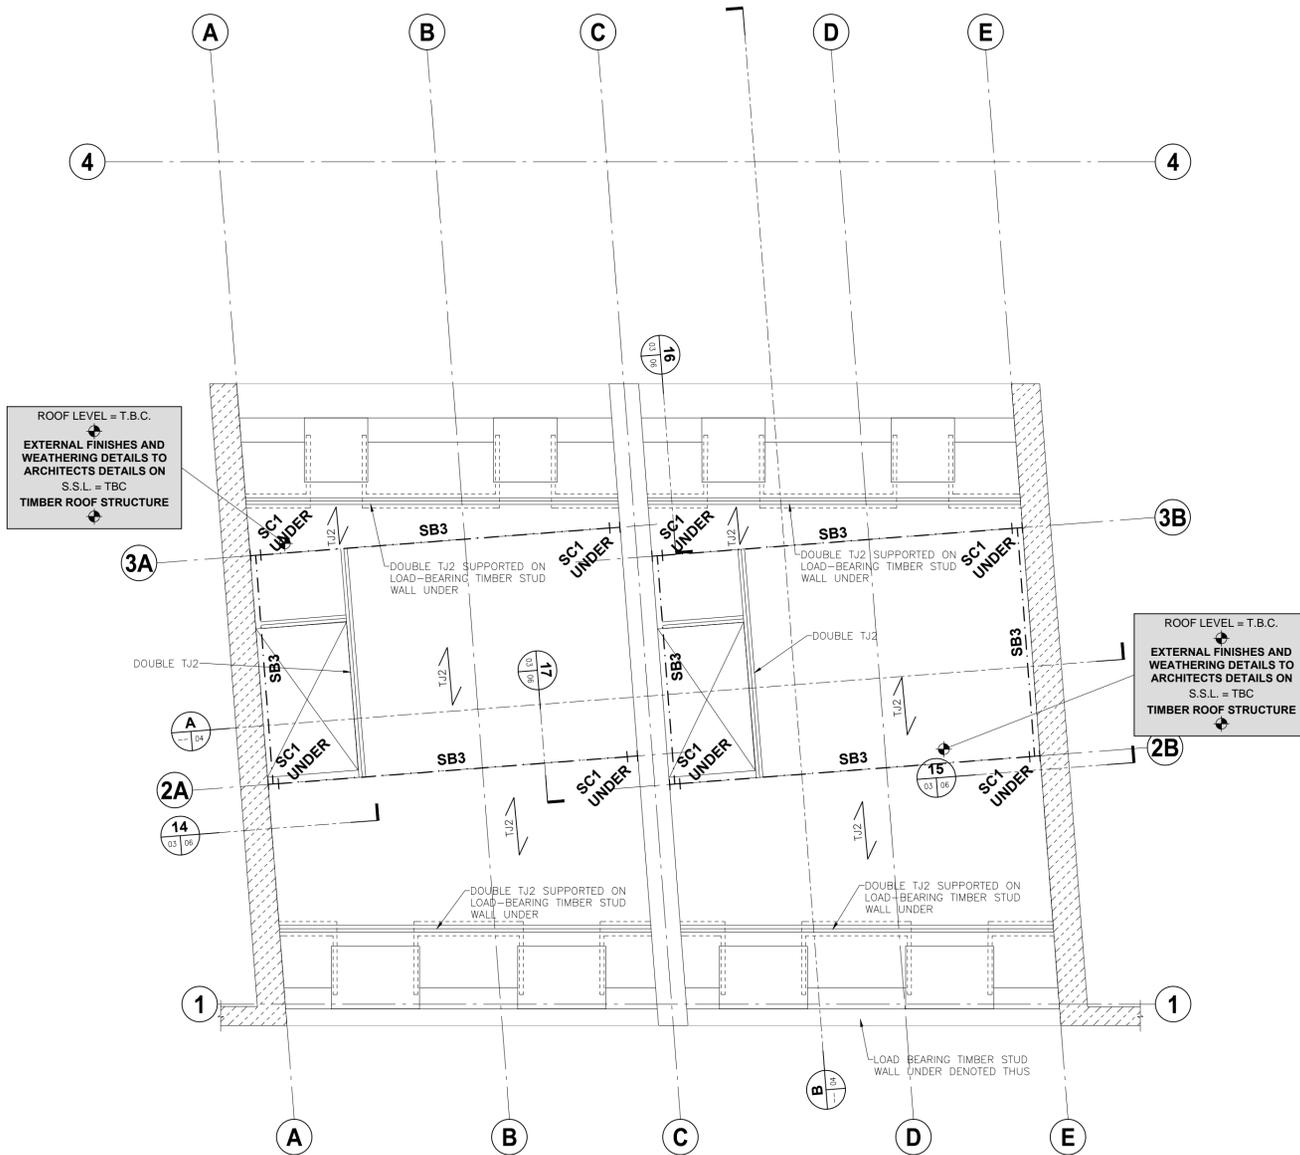 A
B
C
D
E
4
4
16
03 06
ROOF LEVEL = T.B.C.
EXTERNAL FINISHES AND
WEATHERING DETAILS TO
ARCHITECTS DETAILS ON
S.S.L. = TBC
TIMBER ROOF STRUCTURE
SC1
UNDER
TJ2
SB3
SC1
UNDER
SC1
UNDER
TJ2
SB3
SC1
UNDER
3A
3B
DOUBLE TJ2 SUPPORTED ON
LOAD-BEARING TIMBER STUD
WALL UNDER
DOUBLE TJ2 SUPPORTED ON
LOAD-BEARING TIMBER STUD
WALL UNDER
ROOF LEVEL = T.B.C.
EXTERNAL FINISHES AND
WEATHERING DETAILS TO
ARCHITECTS DETAILS ON
S.S.L. = TBC
TIMBER ROOF STRUCTURE
DOUBLE TJ2
SB3
TJ2
17
03 06
SB3
DOUBLE TJ2
TJ2
SB3
A
-- 04
SC1
UNDER
SB3
SC1
UNDER
SC1
UNDER
SB3
15
03 06
SC1
UNDER
2A
2B
14
03 06
TJ2
TJ2
DOUBLE TJ2 SUPPORTED ON
LOAD-BEARING TIMBER STUD
WALL UNDER
DOUBLE TJ2 SUPPORTED ON
LOAD-BEARING TIMBER STUD
WALL UNDER
1
1
LOAD BEARING TIMBER STUD
WALL UNDER DENOTED THUS
B
-- 04
A
B
C
D
E